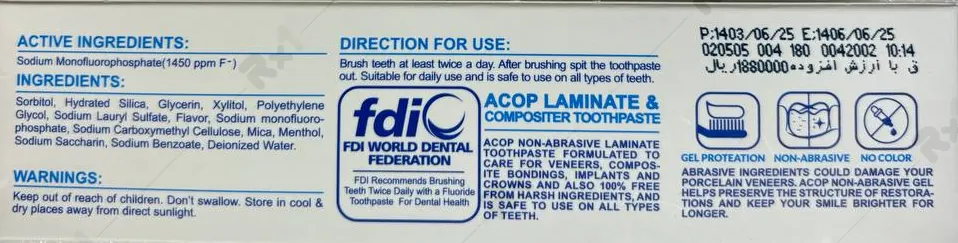 ACTIVE INGREDIENTS:
Sodium Monofluorophosphate(1450 ppm F-)
INGREDIENTS:
Sorbitol, Hydrated Silica, Glycerin, Xylitol, Polyethylene
Glycol, Sodium Lauryl Sulfate, Flavor, Sodium monofluoro-
phosphate, Sodium Carboxymethyl Cellulose, Mica, Menthol,
Sodium Saccharin, Sodium Benzoate, Deionized Water.
WARNINGS:
Keep out of reach of children. Don't swallow. Store in cool &
dry places away from direct sunlight.
DIRECTION FOR USE:
Brush teeth at least twice a day. After brushing spit the toothpaste
out. Suitable for daily use and is safe to use on all types of teeth.
fdi
FDI WORLD DENTAL
FEDERATION
FDI Recommends Brushing
Teeth Twice Daily with a Fluoride
Toothpaste For Dental Health
ACOP LAMINATE &
COMPOSITER TOOTHPASTE
ACOP NON-ABRASIVE LAMINATE
TOOTHPASTE FORMULATED TO
CARE FOR VENEERS, COMPOS-
ITE BONDINGS, IMPLANTS AND
CROWNS AND ALSO 100% FREE
FROM HARSH INGREDIENTS, AND
IS SAFE TO USE ON ALL TYPES
OF TEETH.
P:1403/06/25 E:1406/06/25
020505 004 180 0042002 10:14
ق با ارزش افزوده 1880000ریال
GEL PROTEATION NON-ABRASIVE NO COLOR
ABRASIVE INGREDIENTS COULD DAMAGE YOUR
PORCELAIN VENEERS. ACOP NON-ABRASIVE GEL
HELPS PRESERVE THE STRUCTURE OF RESTORA-
TIONS AND KEEP YOUR SMILE BRIGHTER FOR
LONGER.
Rx1